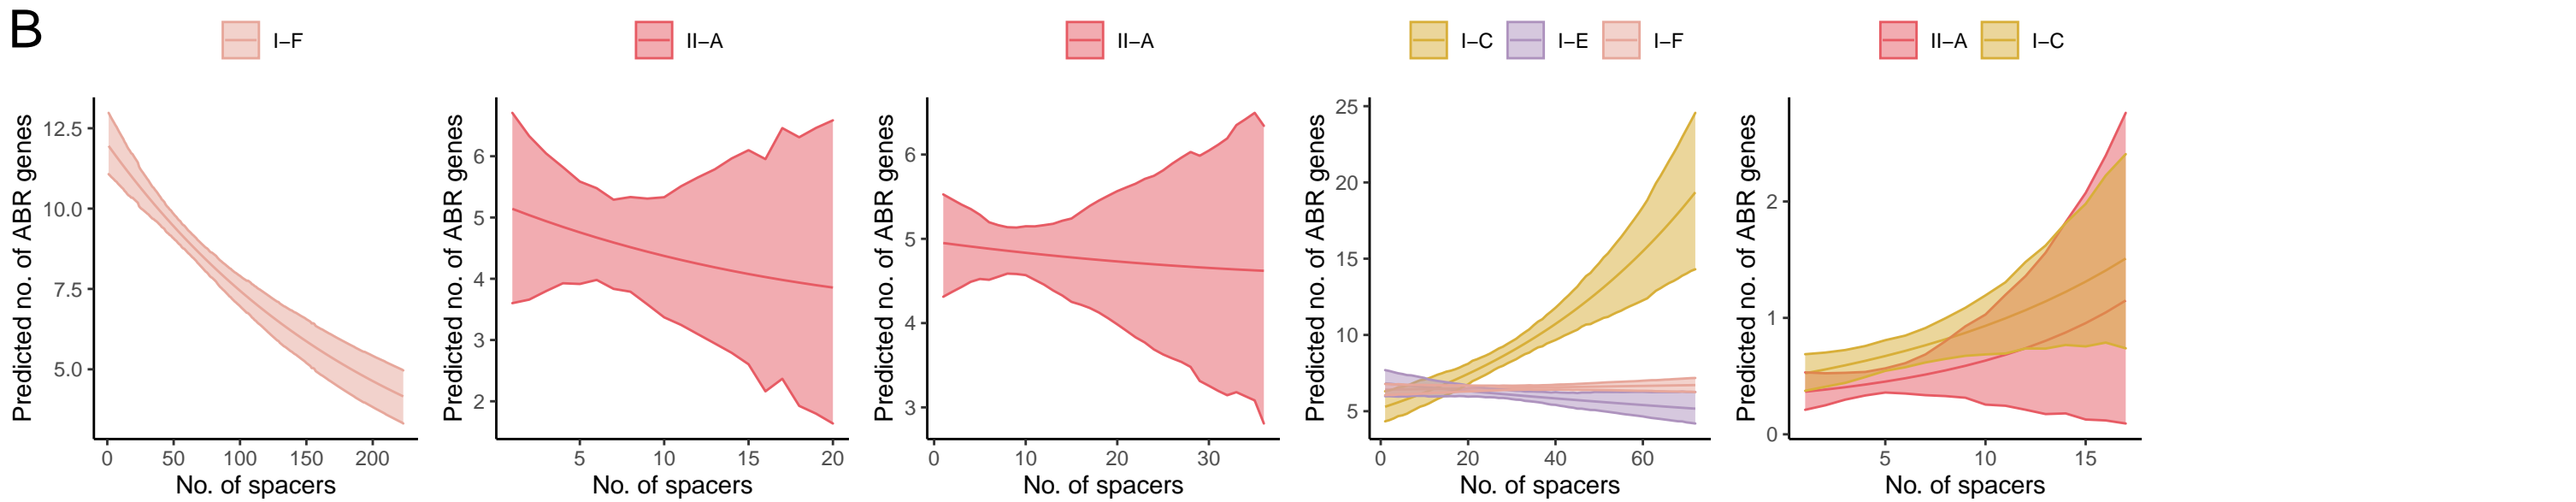 B
I−F
II−A
II−A
I−C I−E I−F
II−A I−C
Predicted no. of ABR genes
12.5
10.0
7.5
5.0
0 50 100 150 200
No. of spacers
Predicted no. of ABR genes
6
5
4
3
2
5 10 15 20
No. of spacers
Predicted no. of ABR genes
6
5
4
3
0 10 20 30
No. of spacers
Predicted no. of ABR genes
25
20
15
10
5
0 20 40 60
No. of spacers
Predicted no. of ABR genes
2
1
0
5 10 15
No. of spacers